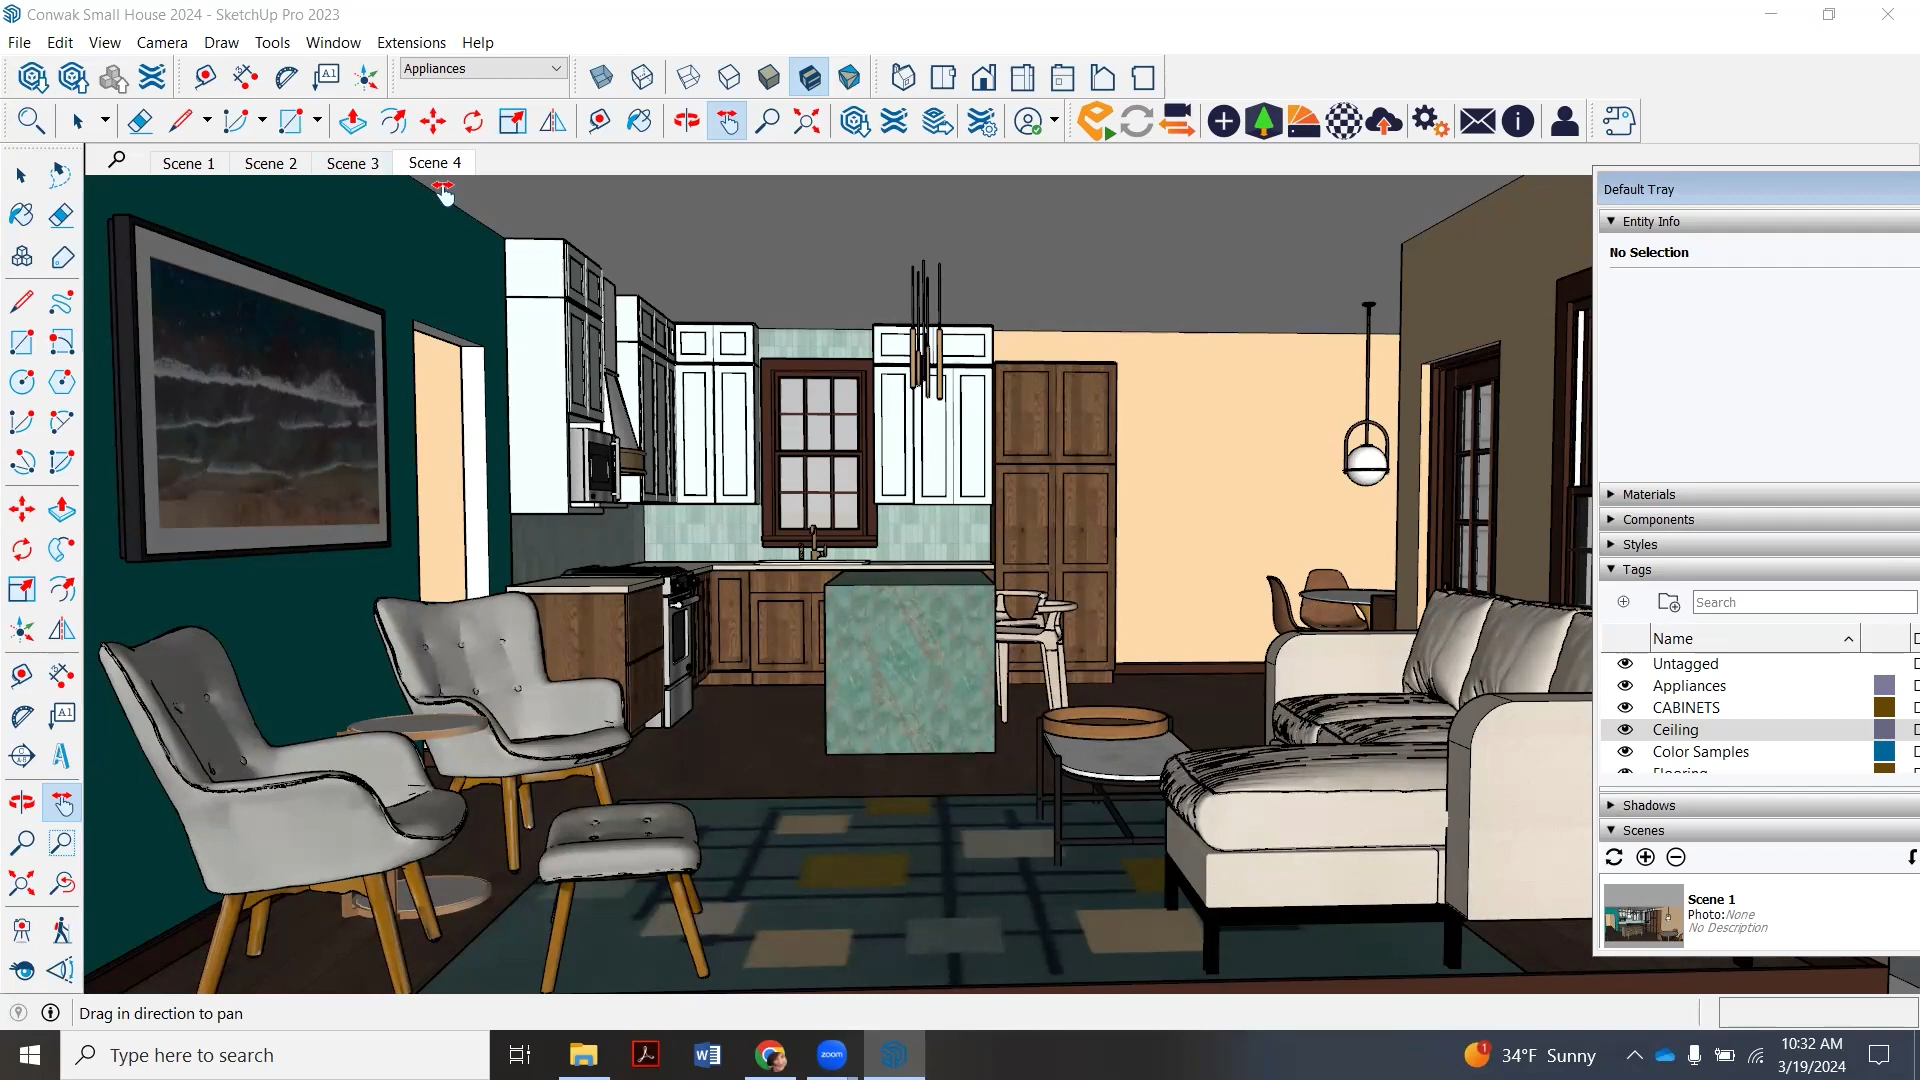 Conwak Small House 2024 - SketchUp Pro 2023
File Edit View Camera Draw Tools Window Extensions Help
Appliances
Scene 1 Scene 2 Scene 3 Scene 4
Default Tray
Entity Info
No Selection
Materials
Components
Styles
Tags
Search
Name
Untagged
Appliances
CABINETS
Ceiling
Color Samples
Flooring
Shadows
Scenes
Scene 1
Photo:None
No Description
Drag in direction to pan
Type here to search
zoom
34°F Sunny
10:32 AM
3/19/2024